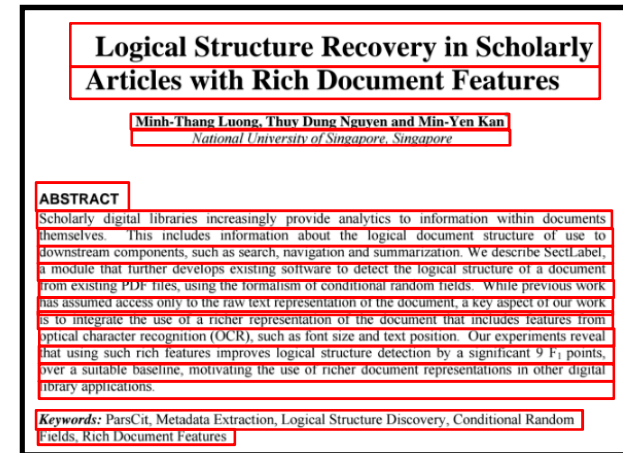 Logical Structure Recovery in Scholarly
Articles with Rich Document Features
Minh-Thang Luong, Thuy Dung Nguyen and Min-Yen Kan
National University of Singapore, Singapore
ABSTRACT
Scholarly digital libraries increasingly provide analytics to information within documents
themselves. This includes information about the logical document structure of use to
downstream components, such as search, navigation and summarization. We describe SectLabel,
a module that further develops existing software to detect the logical structure of a document
from existing PDF files, using the formalism of conditional random fields. While previous work
has assumed access only to the raw text representation of the document, a key aspect of our work
is to integrate the use of a richer representation of the document that includes features from
optical character recognition (OCR), such as font size and text position. Our experiments reveal
that using such rich features improves logical structure detection by a significant 9 F₁ points,
over a suitable baseline, motivating the use of richer document representations in other digital
library applications.
Keywords: ParsCit, Metadata Extraction, Logical Structure Discovery, Conditional Random
Fields, Rich Document Features